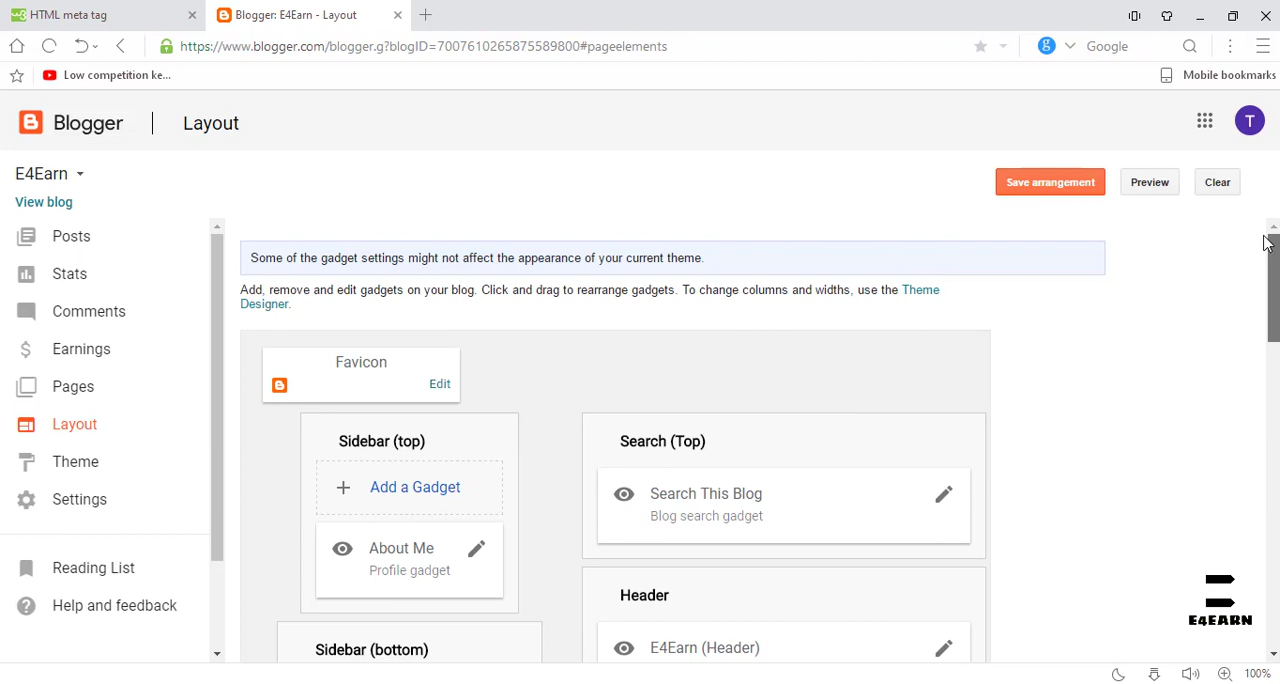 HTML meta tag
Blogger: E4Earn - Layout
https://www.blogger.com/blogger.g?blogID=7007610265875589800#pageelements
Google
Low competition ke...
Mobile bookmarks
Blogger
Layout
T
E4Earn
View blog
Save arrangement
Preview
Clear
Posts
Stats
Comments
Earnings
Pages
Layout
Theme
Settings
Reading List
Help and feedback
Some of the gadget settings might not affect the appearance of your current theme.
Add, remove and edit gadgets on your blog. Click and drag to rearrange gadgets. To change columns and widths, use the Theme
Designer.
Favicon
Edit
Sidebar (top)
Add a Gadget
About Me
Profile gadget
Sidebar (bottom)
Search (Top)
Search This Blog
Blog search gadget
Header
E4Earn (Header)
E4EARN
100%